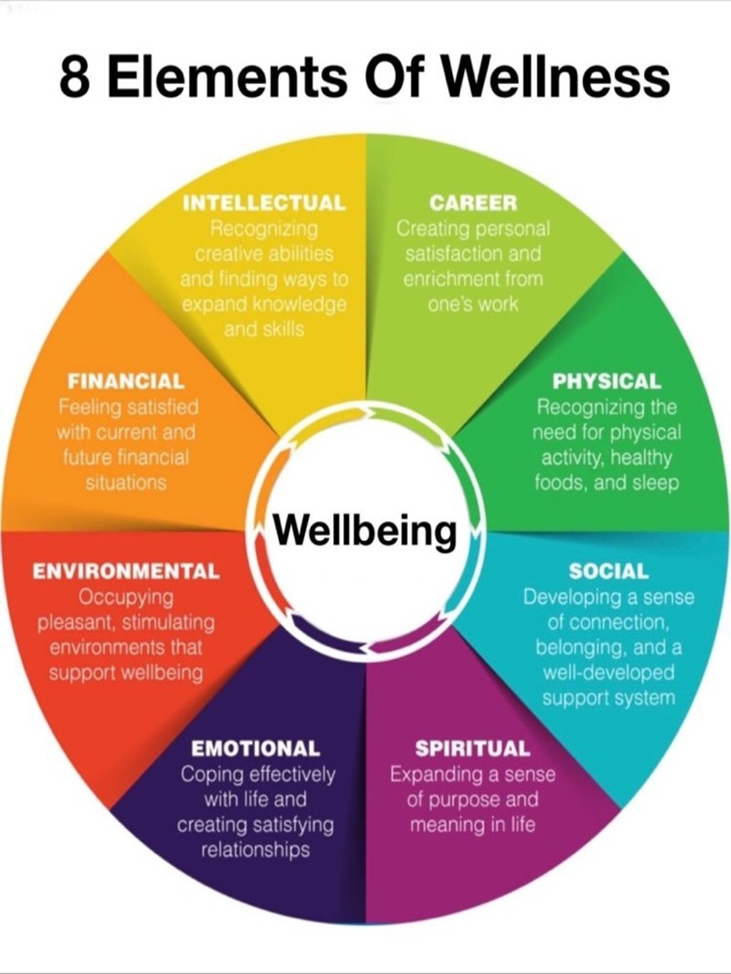 8 Elements Of Wellness
INTELLECTUAL
Recognizing
creative abilities
and finding ways to
expand knowledge
and skills
CAREER
Creating personal
satisfaction and
enrichment from
one's work
PHYSICAL
Recognizing the
need for physical
activity, healthy
foods, and sleep
SOCIAL
Developing a sense
of connection,
belonging, and a
well-developed
support system
SPIRITUAL
Expanding a sense
of purpose and
meaning in life
EMOTIONAL
Coping effectively
with life and
creating satisfying
relationships
ENVIRONMENTAL
Occupying
pleasant, stimulating
environments that
support wellbeing
FINANCIAL
Feeling satisfied
with current and
future financial
situations
Wellbeing